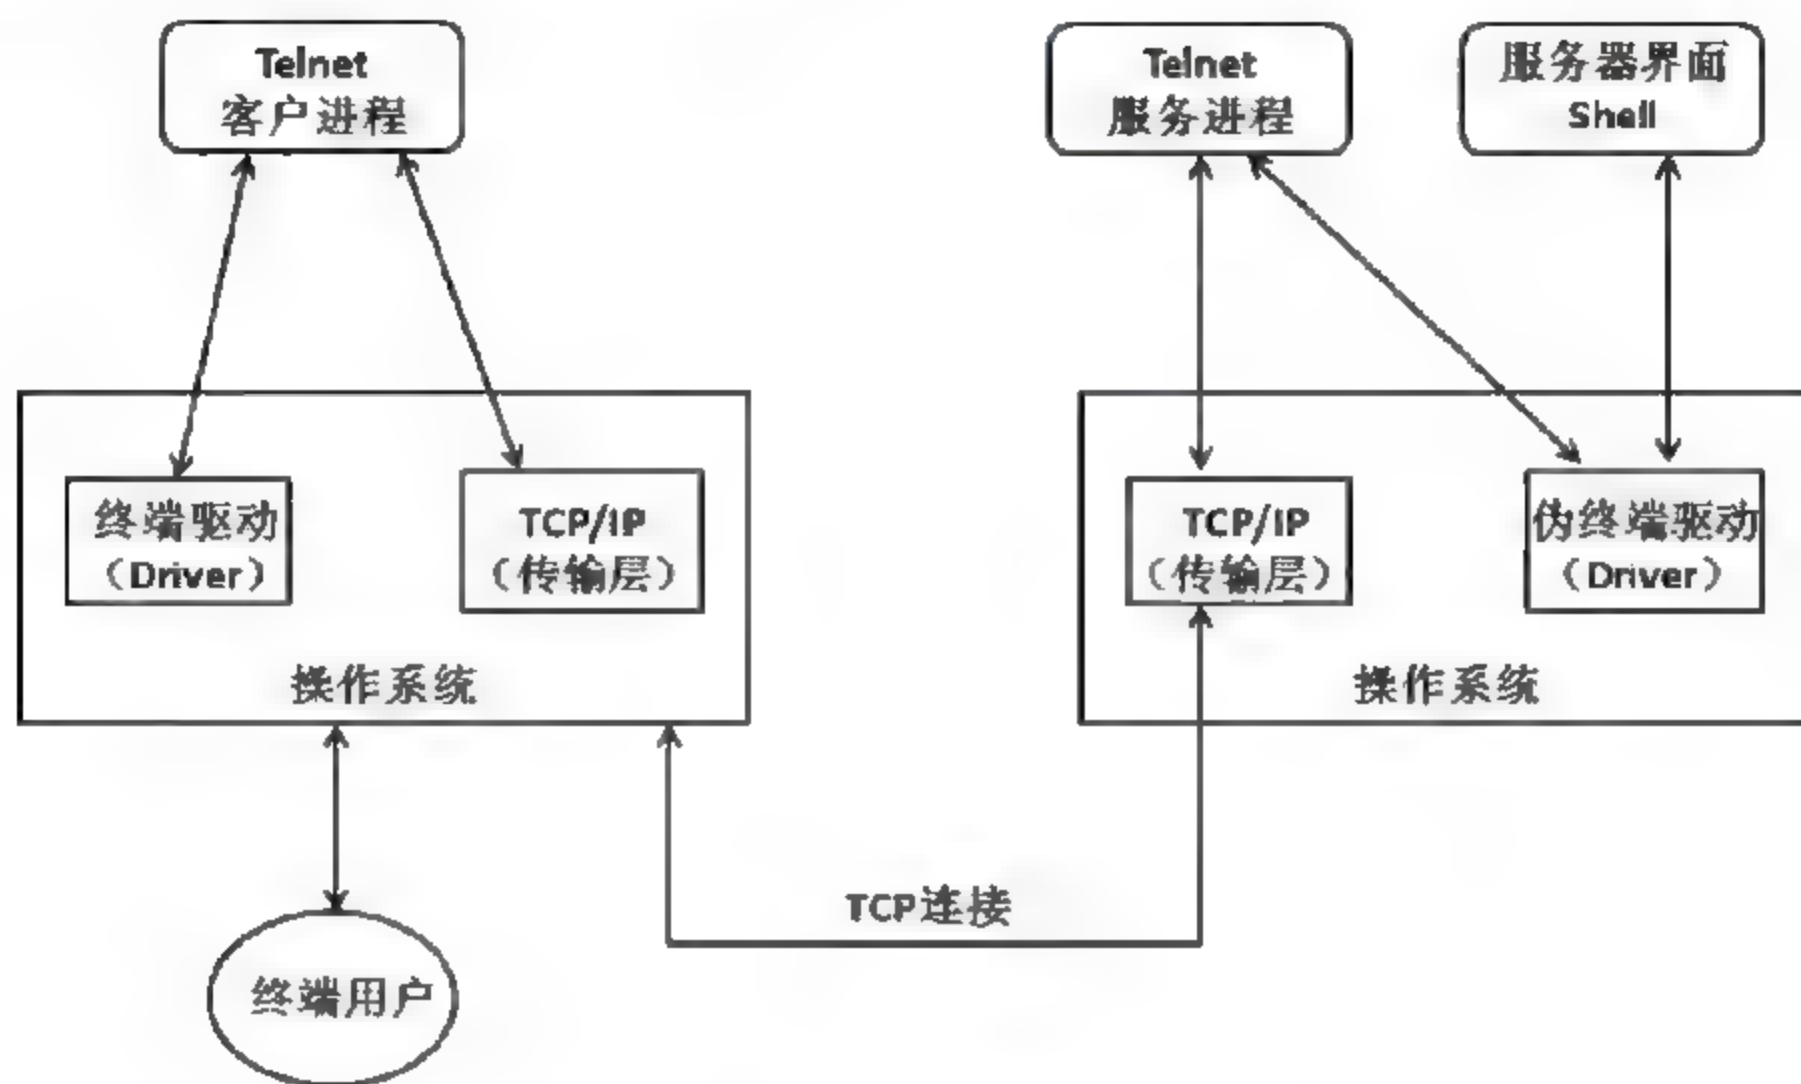 Telnet
客户进程
Telnet
服务进程
服务器界面
Shell
终端驱动
（Driver）
TCP/IP
（传输层）
TCP/IP
（传输层）
伪终端驱动
（Driver）
操作系统
操作系统
TCP连接
终端用户